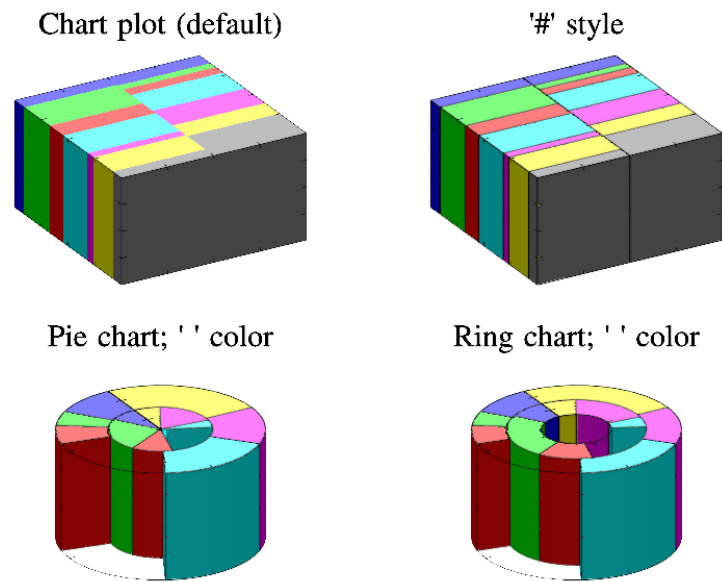 Chart plot (default)
'#' style
Pie chart; ' ' color
Ring chart; ' ' color